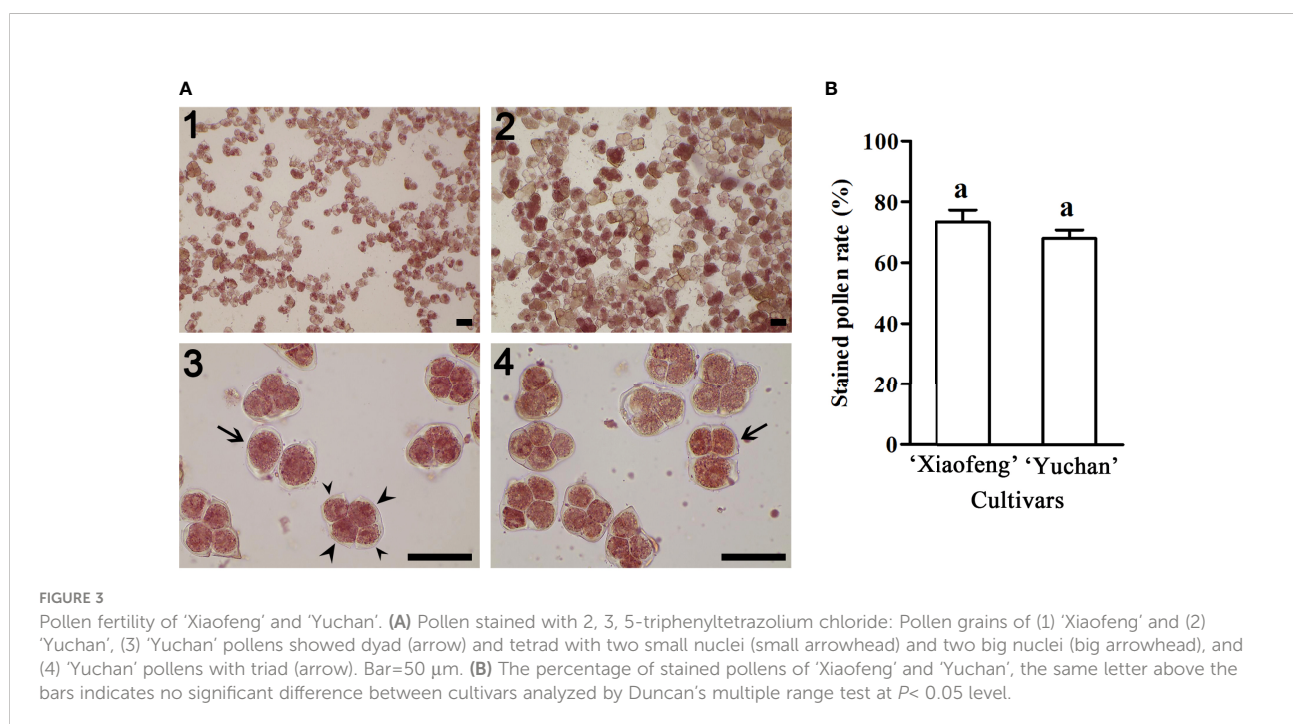 A
B
1
2
3
4
100
80
60
40
20
0
Stained pollen rate (%)
a
a
‘Xiaofeng’ ‘Yuchan’
Cultivars
FIGURE 3
Pollen fertility of ‘Xiaofeng’ and ‘Yuchan’. (A) Pollen stained with 2, 3, 5-triphenyltetrazolium chloride: Pollen grains of (1) ‘Xiaofeng’ and (2)
‘Yuchan’, (3) ‘Yuchan’ pollens showed dyad (arrow) and tetrad with two small nuclei (small arrowhead) and two big nuclei (big arrowhead), and
(4) ‘Yuchan’ pollens with triad (arrow). Bar=50 μm. (B) The percentage of stained pollens of ‘Xiaofeng’ and ‘Yuchan’, the same letter above the
bars indicates no significant difference between cultivars analyzed by Duncan’s multiple range test at P< 0.05 level.